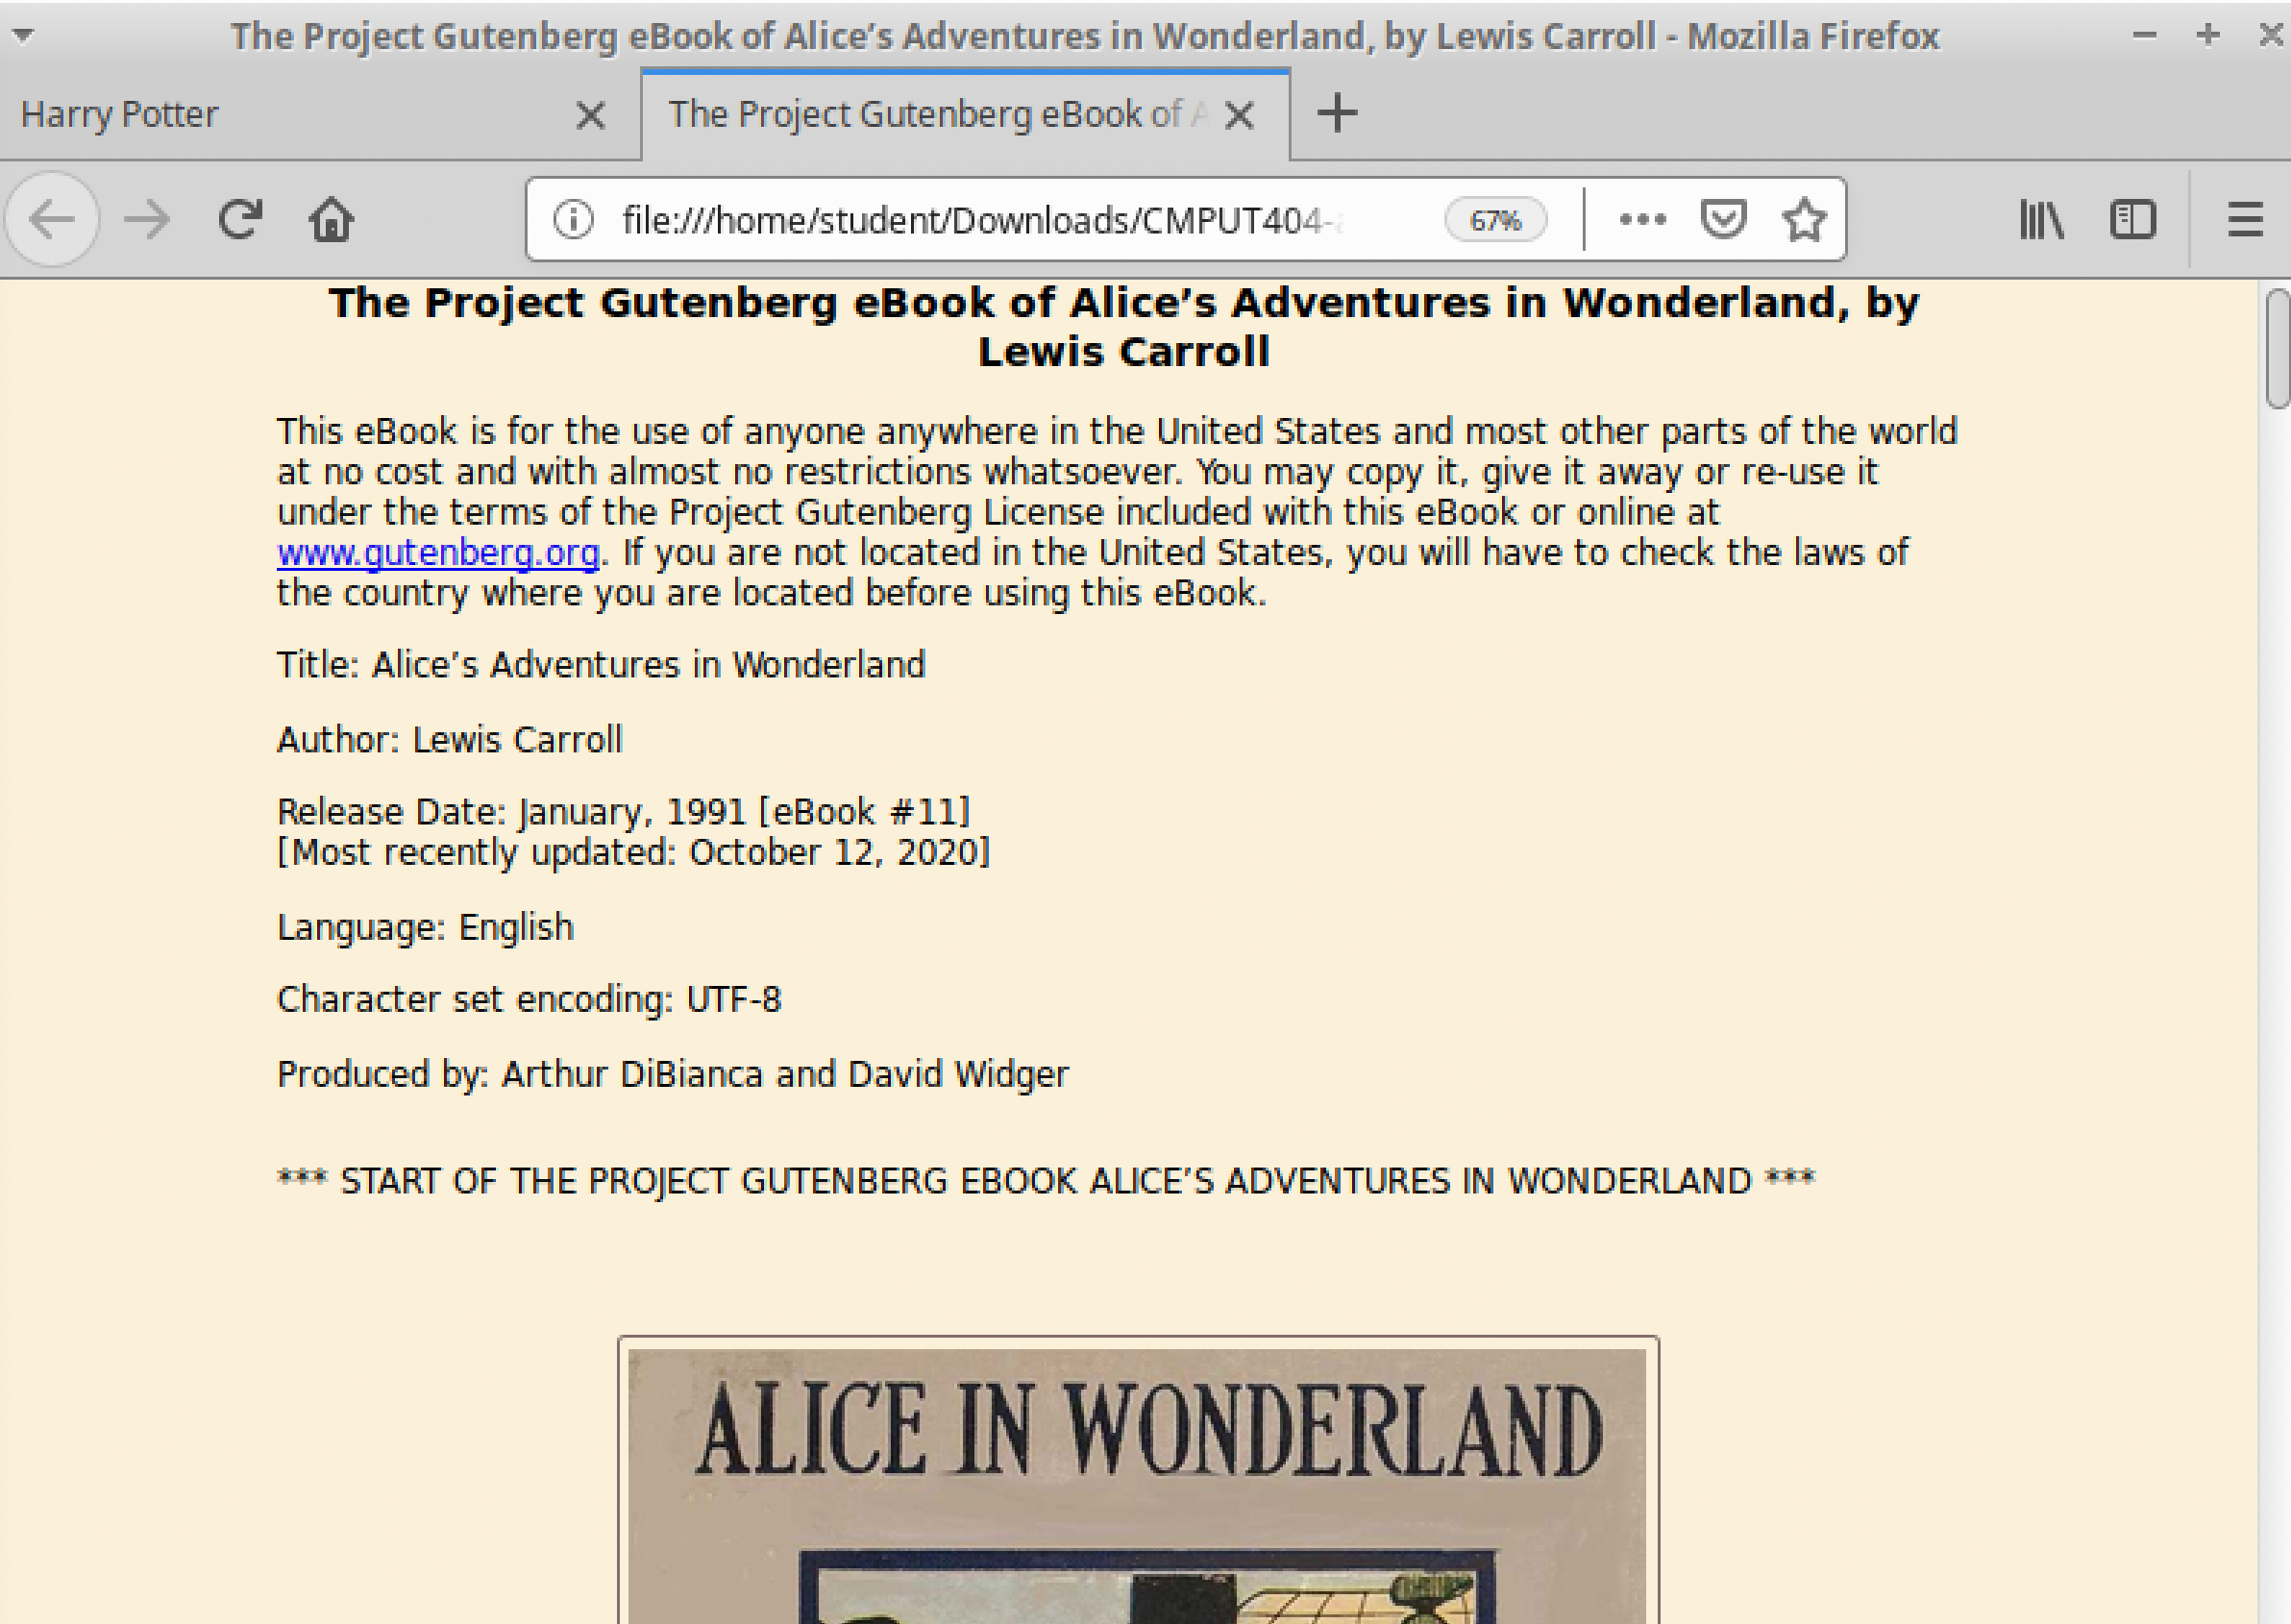 The Project Gutenberg eBook of Alice’s Adventures in Wonderland, by Lewis Carroll - Mozilla Firefox
Harry Potter
The Project Gutenberg eBook of A
file:///home/student/Downloads/CMPUT404-
67%
The Project Gutenberg eBook of Alice’s Adventures in Wonderland, by
Lewis Carroll
This eBook is for the use of anyone anywhere in the United States and most other parts of the world
at no cost and with almost no restrictions whatsoever. You may copy it, give it away or re-use it
under the terms of the Project Gutenberg License included with this eBook or online at
www.gutenberg.org. If you are not located in the United States, you will have to check the laws of
the country where you are located before using this eBook.
Title: Alice’s Adventures in Wonderland
Author: Lewis Carroll
Release Date: January, 1991 [eBook #11]
[Most recently updated: October 12, 2020]
Language: English
Character set encoding: UTF-8
Produced by: Arthur DiBianca and David Widger
*** START OF THE PROJECT GUTENBERG EBOOK ALICE’S ADVENTURES IN WONDERLAND ***
ALICE IN WONDERLAND